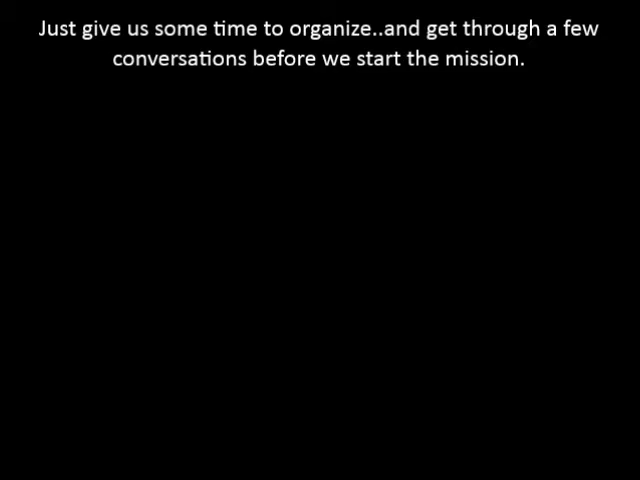 Just give us some time to organize..and get through a few
conversations before we start the mission.